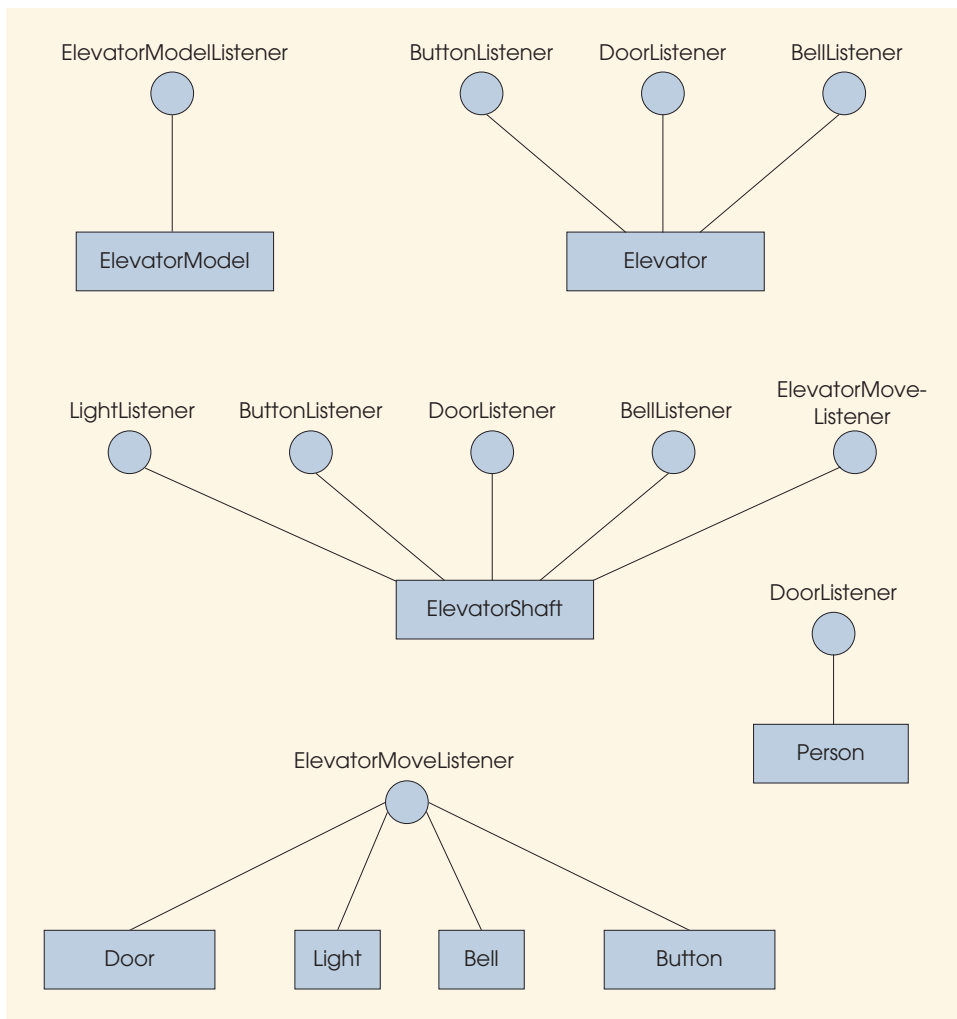 ElevatorModelListener
ButtonListener
DoorListener
BellListener
ElevatorModel
Elevator
LightListener
ButtonListener
DoorListener
BellListener
ElevatorMove-
Listener
ElevatorShaft
DoorListener
Person
ElevatorMoveListener
Door
Light
Bell
Button